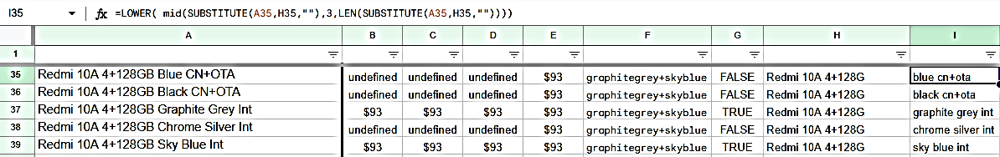 I35 fx =LOWER( mid(SUBSTITUTE(A35,H35,""),3,LEN(SUBSTITUTE(A35,H35,""))))
A B C D E F G H I
1
35 Redmi 10A 4+128GB Blue CN+OTA undefined undefined undefined $93 graphitegrey+skyblue FALSE Redmi 10A 4+128G blue cn+ota
36 Redmi 10A 4+128GB Black CN+OTA undefined undefined undefined $93 graphitegrey+skyblue FALSE Redmi 10A 4+128G black cn+ota
37 Redmi 10A 4+128GB Graphite Grey Int $93 $93 $93 $93 graphitegrey+skyblue TRUE Redmi 10A 4+128G graphite grey int
38 Redmi 10A 4+128GB Chrome Silver Int undefined undefined undefined $93 graphitegrey+skyblue FALSE Redmi 10A 4+128G chrome silver int
39 Redmi 10A 4+128GB Sky Blue Int $93 $93 $93 $93 graphitegrey+skyblue TRUE Redmi 10A 4+128G sky blue int